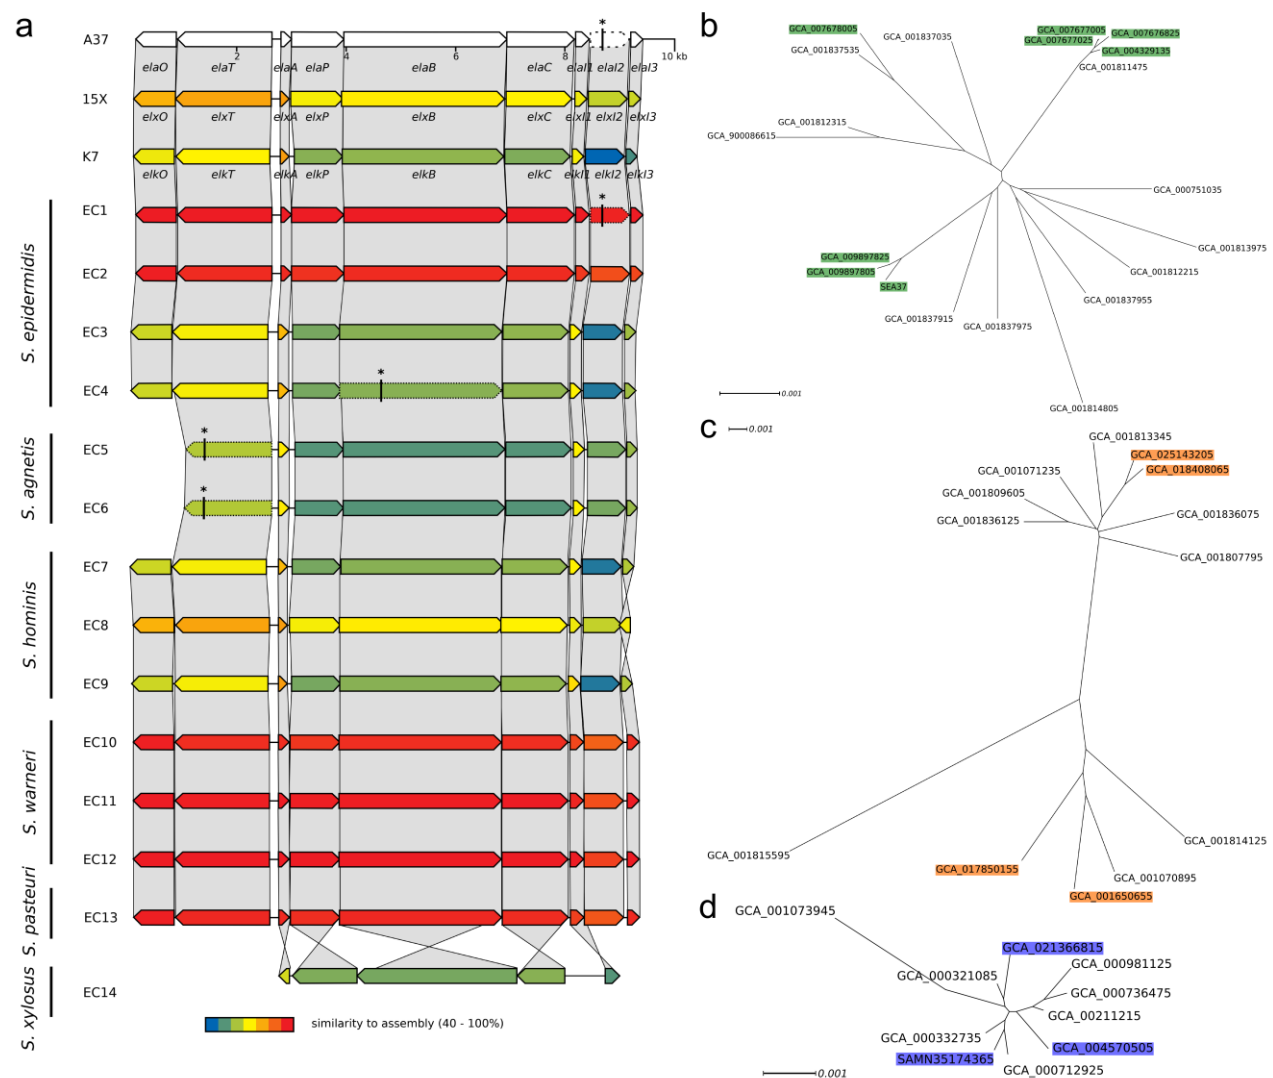 a
A37
*
2
4
6
8
10 kb
elaO elaT elaA elaP elaB elaC elaI1 elaI2 elaI3
15X
elxO elxT elxA elxP elxB elxC elxI1 elxI2 elxI3
K7
elkO elkT elkA elkP elkB elkC elkI1 elkI2 elkI3
EC1
*
EC2
EC3
EC4
*
EC5
*
EC6
*
EC7
EC8
EC9
EC10
EC11
EC12
EC13
EC14
S. epidermidis
S. agnetis
S. hominis
S. warneri
S. pasteuri
S. xylosus
similarity to assembly (40 - 100%)
b
GCA_007678005
GCA_001837535
GCA_001837035
GCA_007677005
GCA_007677025
GCA_007676825
GCA_004329135
GCA_001811475
GCA_001812315
GCA_900086615
GCA_000751035
GCA_001813975
GCA_001812215
GCA_001837955
GCA_009897825
GCA_009897805
SEA37
GCA_001837915
GCA_001837975
GCA_001814805
0.001
c
0.001
GCA_001813345
GCA_025143205
GCA_018408065
GCA_001071235
GCA_001809605
GCA_001836125
GCA_001836075
GCA_001807795
GCA_001815595
GCA_001814125
GCA_017850155
GCA_001070895
GCA_001650655
d
GCA_001073945
GCA_021366815
GCA_000981125
GCA_000321085
GCA_000736475
GCA_00211215
GCA_000332735
GCA_004570505
SAMN35174365
GCA_000712925
0.001